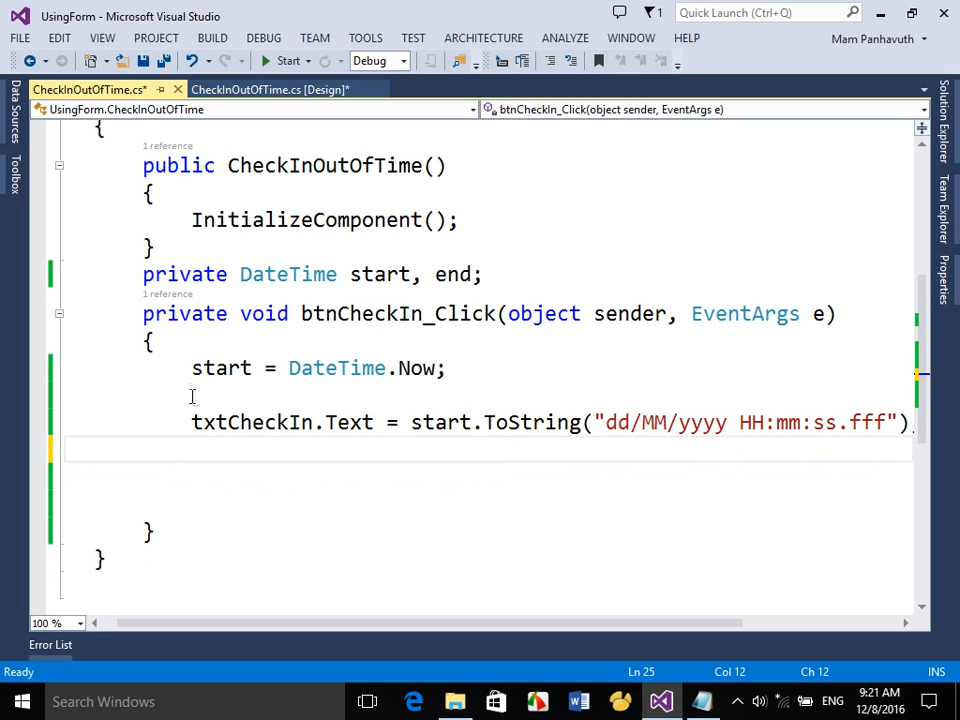 UsingForm - Microsoft Visual Studio
1
Quick Launch (Ctrl+Q)
FILE EDIT VIEW PROJECT BUILD DEBUG TEAM TOOLS TEST ARCHITECTURE ANALYZE WINDOW HELP
Mam Panhavuth
Start Debug
CheckInOutOfTime.cs* CheckInOutOfTime.cs [Design]*
UsingForm.CheckInOutOfTime btnCheckIn_Click(object sender, EventArgs e)
Data Sources
Toolbox
Solution Explorer
Team Explorer
Properties
{
1 reference
public CheckInOutOfTime()
{
InitializeComponent();
}
private DateTime start, end;
1 reference
private void btnCheckIn_Click(object sender, EventArgs e)
{
start = DateTime.Now;
txtCheckIn.Text = start.ToString("dd/MM/yyyy HH:mm:ss.fff")
}
}
100 %
Error List
Ready Ln 25 Col 12 Ch 12 INS
Search Windows
ENG
9:21 AM
12/8/2016